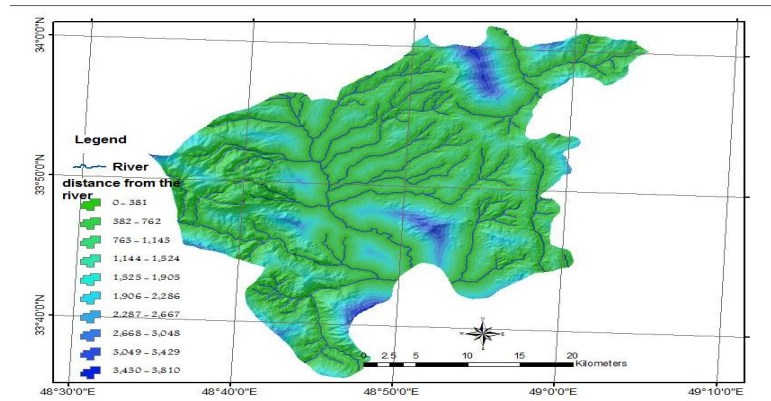 34°0'0"N
33°50'0"N
33°40'0"N
Legend
River
distance from the
river
0 - 381
382 - 762
763 - 1,143
1,144 - 1,524
1,525 - 1,905
1,906 - 2,286
2,287 - 2,667
2,668 - 3,048
3,049 - 3,429
3,430 - 3,810
0 2.5 5 10 15 20
Kilometers
48°30'0"E 48°40'0"E 48°50'0"E 49°0'0"E 49°10'0"E